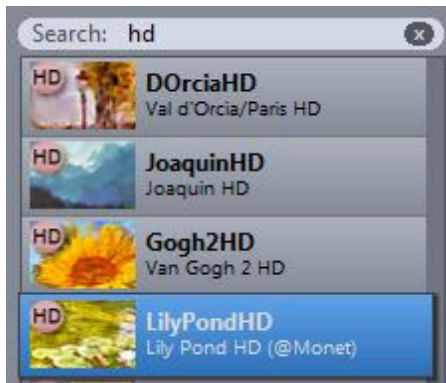 Search: hd
HD
DOrciaHD
Val d'Orcia/Paris HD
HD
JoaquinHD
Joaquin HD
HD
Gogh2HD
Van Gogh 2 HD
HD
LilyPondHD
Lily Pond HD (@Monet)